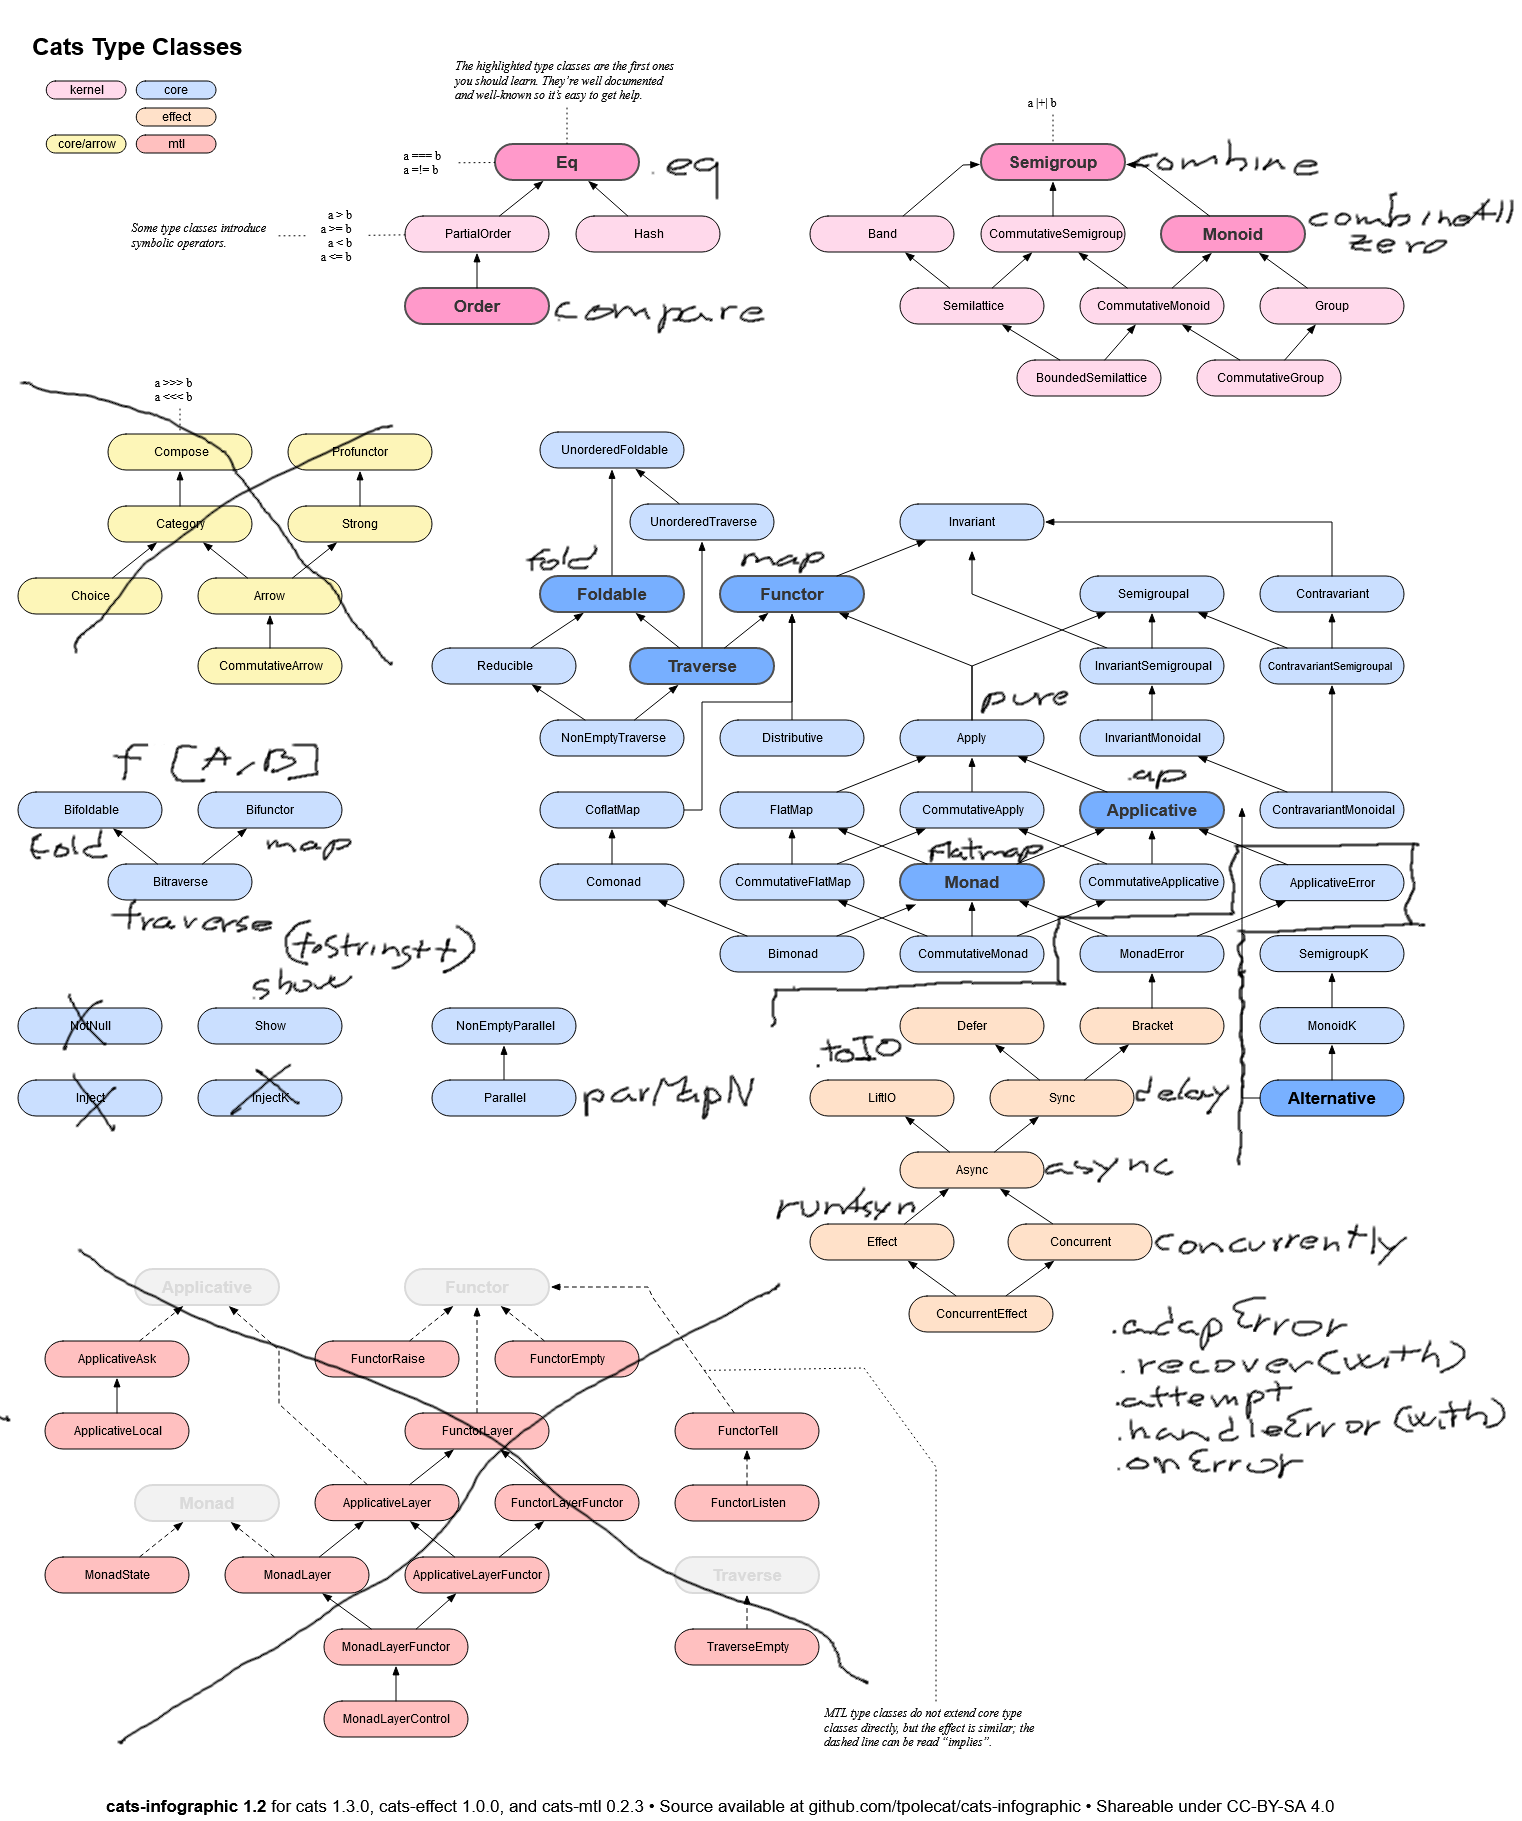 Cats Type Classes
kernel
core
effect
core/arrow
mtl
The highlighted type classes are the first ones
you should learn. They're well documented
and well-known so it's easy to get help.
a === b
a =!= b
Eq
.eq
Some type classes introduce
symbolic operators.
a > b
a >= b
a < b
a <= b
PartialOrder
Hash
Order
compare
a |+| b
Semigroup
combine
Band
CommutativeSemigroup
Monoid
combineAll
zero
Semilattice
CommutativeMonoid
Group
BoundedSemilattice
CommutativeGroup
a >>> b
a <<< b
Compose
Profunctor
Category
Strong
Choice
Arrow
CommutativeArrow
UnorderedFoldable
UnorderedTraverse
Invariant
fold
map
Foldable
Functor
Semigroupal
Contravariant
Reducible
Traverse
InvariantSemigroupal
ContravariantSemigroupal
pure
NonEmptyTraverse
Distributive
Apply
InvariantMonoidal
.ap
CoflatMap
FlatMap
CommutativeApply
Applicative
ContravariantMonoidal
Flatmap
Comonad
CommutativeFlatMap
Monad
CommutativeApplicative
ApplicativeError
Bimonad
CommutativeMonad
MonadError
SemigroupK
f [A, B]
Bifoldable
Bifunctor
fold
map
Bitraverse
traverse
(toString++)
.show
NotNull
Show
NonEmptyParallel
Inject
InjectK
Parallel
parMapN
Defer
Bracket
MonoidK
.toIO
LiftIO
Sync
delay
Alternative
Async
async
runAsyn
Effect
Concurrent
concurrently
ConcurrentEffect
.adapError
.recover(with)
.attempt
.handleError (with)
.onError
Applicative
Functor
ApplicativeAsk
FunctorRaise
FunctorEmpty
ApplicativeLocal
FunctorLayer
FunctorTell
Monad
ApplicativeLayer
FunctorLayerFunctor
FunctorListen
MonadState
MonadLayer
ApplicativeLayerFunctor
Traverse
MonadLayerFunctor
TraverseEmpty
MonadLayerControl
MTL type classes do not extend core type
classes directly, but the effect is similar; the
dashed line can be read “implies”.
cats-infographic 1.2 for cats 1.3.0, cats-effect 1.0.0, and cats-mtl 0.2.3 • Source available at github.com/tpolecat/cats-infographic • Shareable under CC-BY-SA 4.0